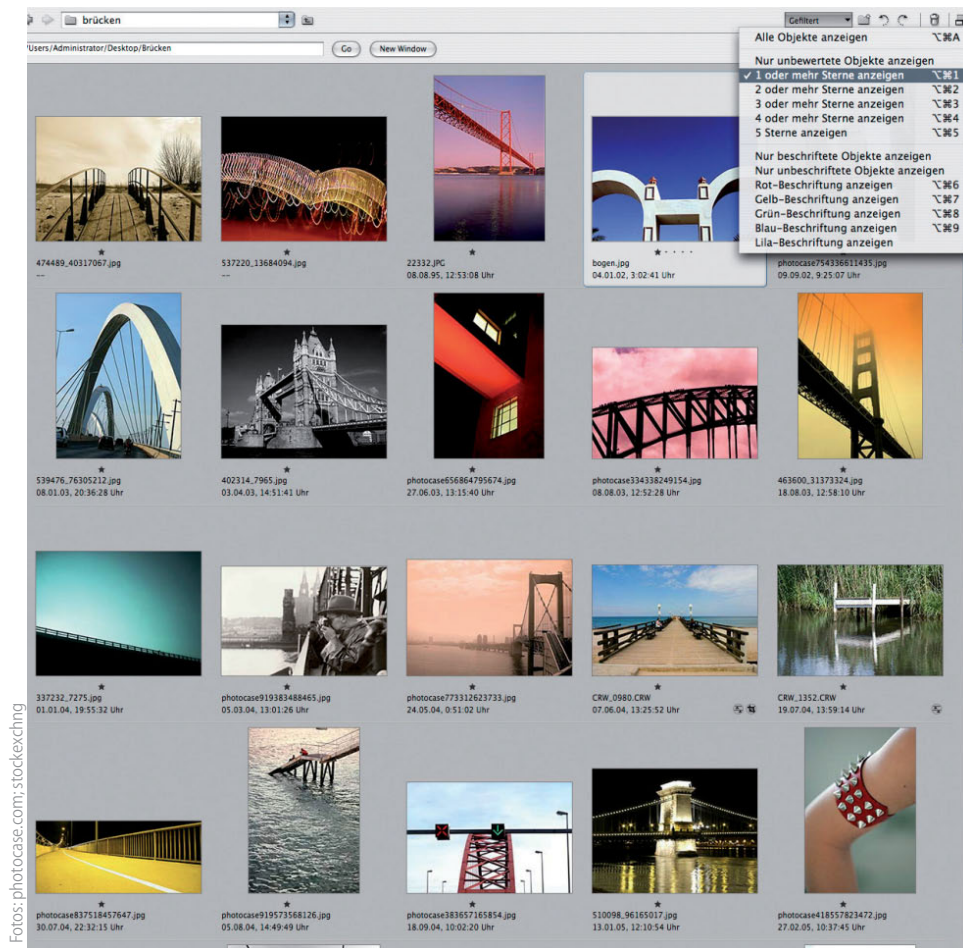 brücken
Gefiltert
/Users/Administrator/Desktop/Brücken
Go
New Window
Alle Objekte anzeigen ⌥⌘A
Nur unbewertete Objekte anzeigen
✓ 1 oder mehr Sterne anzeigen ⌥⌘1
2 oder mehr Sterne anzeigen ⌥⌘2
3 oder mehr Sterne anzeigen ⌥⌘3
4 oder mehr Sterne anzeigen ⌥⌘4
5 Sterne anzeigen ⌥⌘5
Nur beschriftete Objekte anzeigen
Nur unbeschriftete Objekte anzeigen
Rot-Beschriftung anzeigen ⌥⌘6
Gelb-Beschriftung anzeigen ⌥⌘7
Grün-Beschriftung anzeigen ⌥⌘8
Blau-Beschriftung anzeigen ⌥⌘9
Lila-Beschriftung anzeigen
474489_40317067.jpg
--
537220_13684094.jpg
--
22332.JPG
08.08.95, 12:53:08 Uhr
bogen.jpg
04.01.02, 3:02:41 Uhr
photocase754336611435.jpg
09.09.02, 9:25:07 Uhr
539476_76305212.jpg
08.01.03, 20:36:28 Uhr
402314_7965.jpg
03.04.03, 14:51:41 Uhr
photocase656864795674.jpg
27.06.03, 13:15:40 Uhr
photocase334338249154.jpg
08.08.03, 12:52:28 Uhr
463600_31373324.jpg
18.08.03, 12:58:10 Uhr
337232_7275.jpg
01.01.04, 19:55:32 Uhr
photocase919383488465.jpg
05.03.04, 13:01:26 Uhr
photocase773312623733.jpg
24.05.04, 0:51:02 Uhr
CRW_0980.CRW
07.06.04, 13:25:52 Uhr
CRW_1352.CRW
19.07.04, 13:59:14 Uhr
photocase837518457647.jpg
30.07.04, 22:32:15 Uhr
photocase919573568126.jpg
05.08.04, 14:49:49 Uhr
photocase383657165854.jpg
18.09.04, 10:02:20 Uhr
510098_96165017.jpg
13.01.05, 12:10:54 Uhr
photocase418557823472.jpg
27.02.05, 10:37:45 Uhr
Fotos: photocase.com; stockexchng